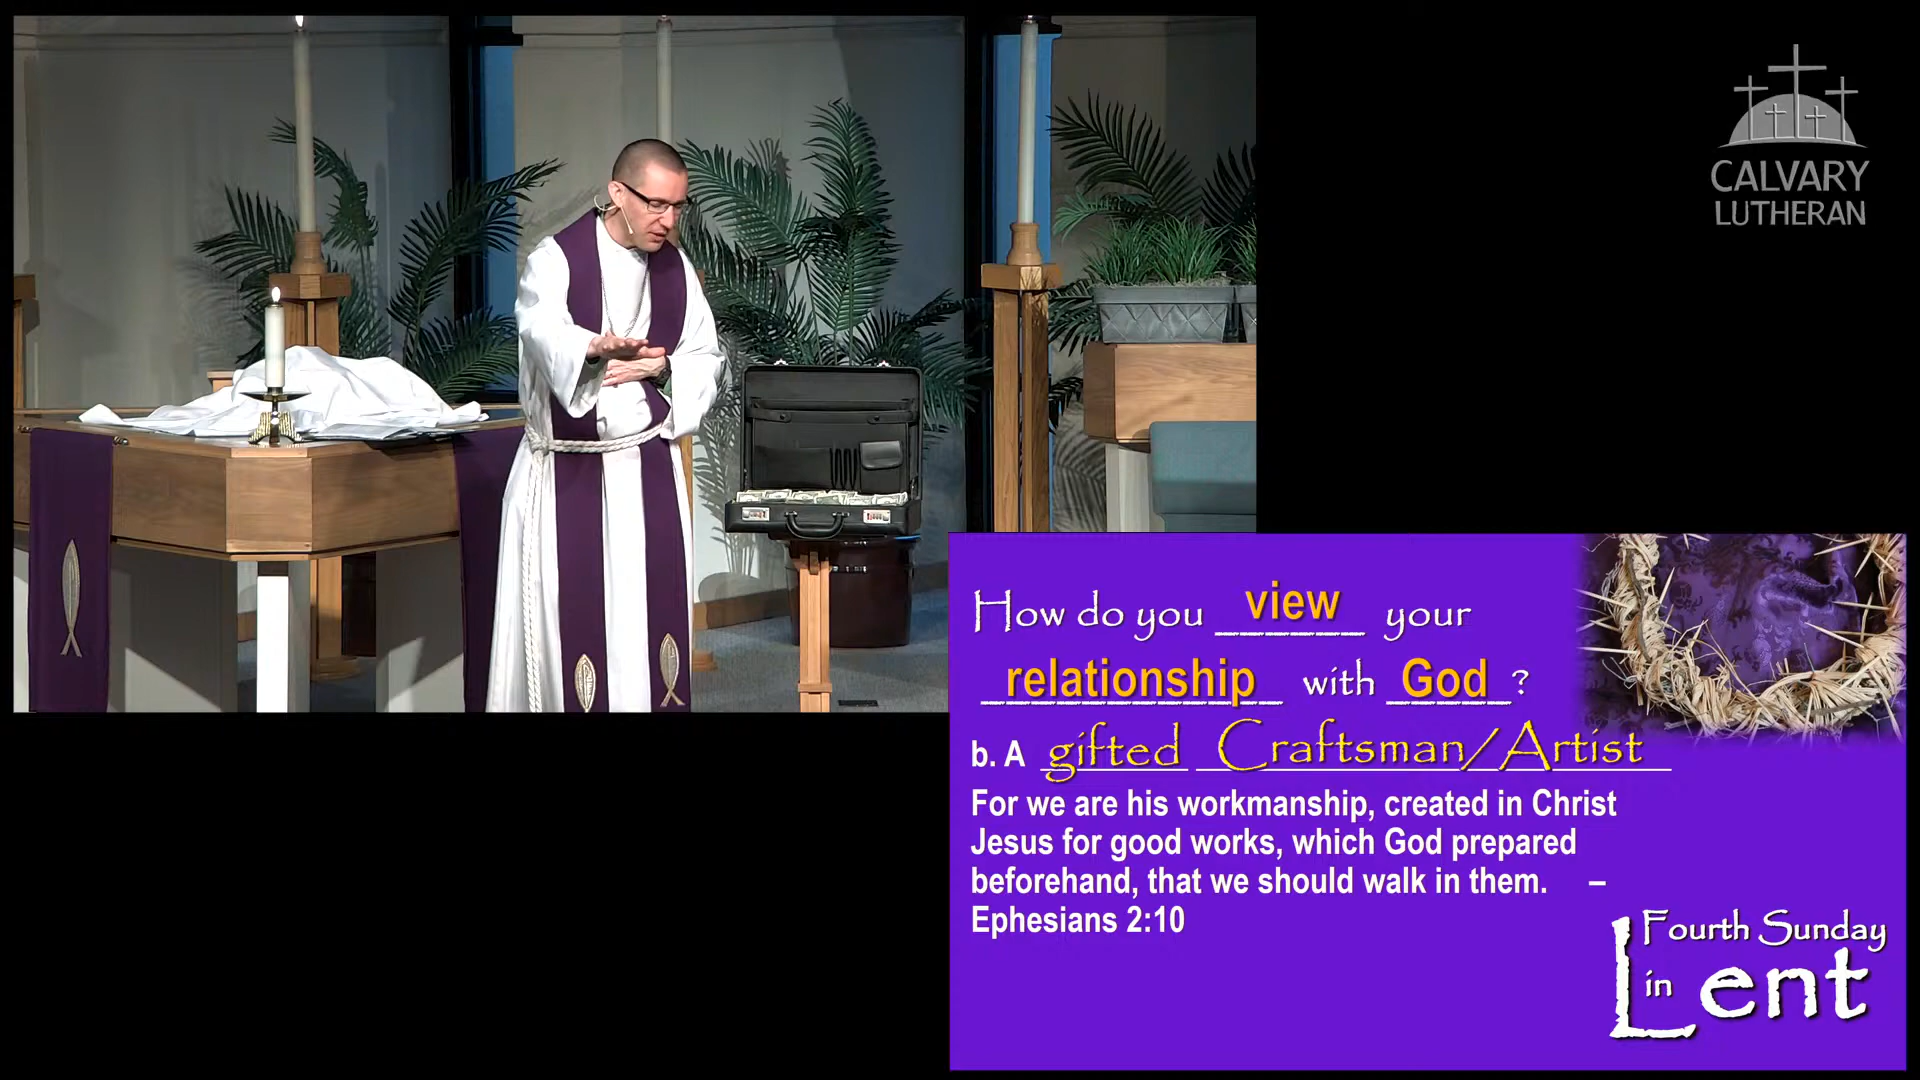 CALVARY
LUTHERAN
How do you view your
relationship with God?
b. A gifted Craftsman/Artist
For we are his workmanship, created in Christ
Jesus for good works, which God prepared
beforehand, that we should walk in them. –
Ephesians 2:10
Fourth Sunday
in Lent